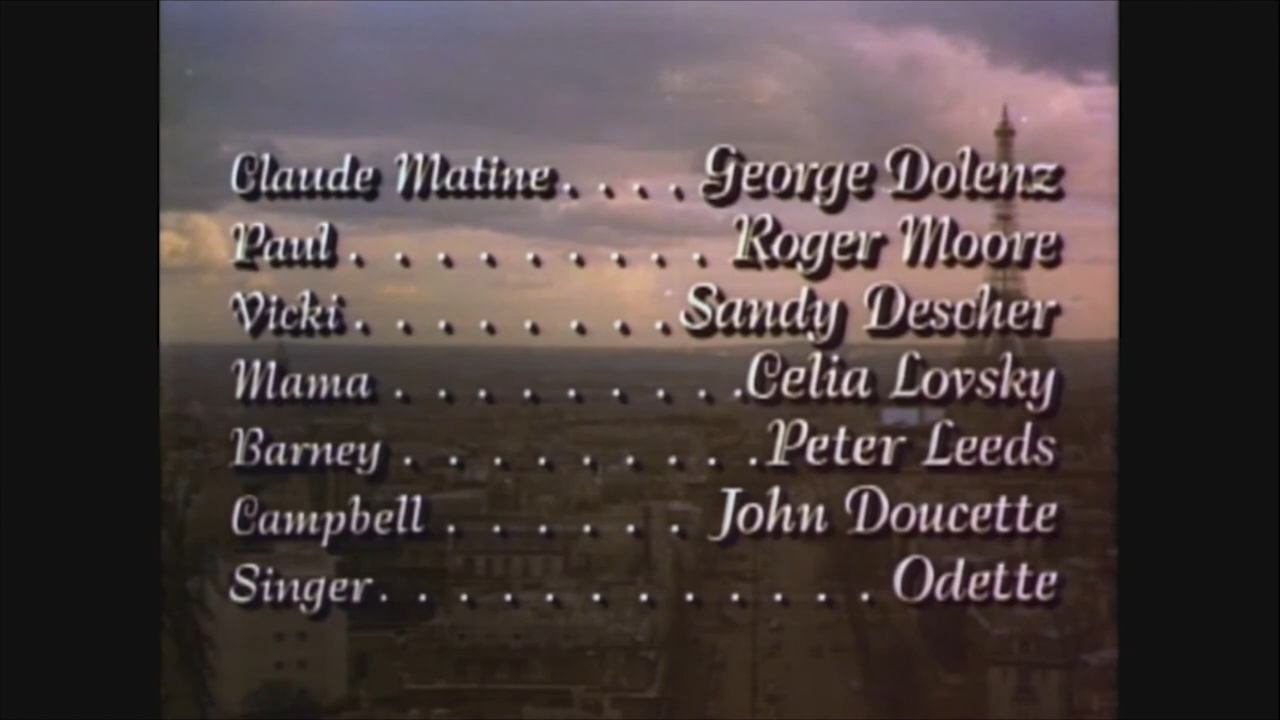 Claude Matine.... George Dolenz
Paul......... Roger Moore
Vicki........ Sandy Descher
Mama.........Celia Lovsky
Barney.........Peter Leeds
Campbell...... John Doucette
Singer............ Odette